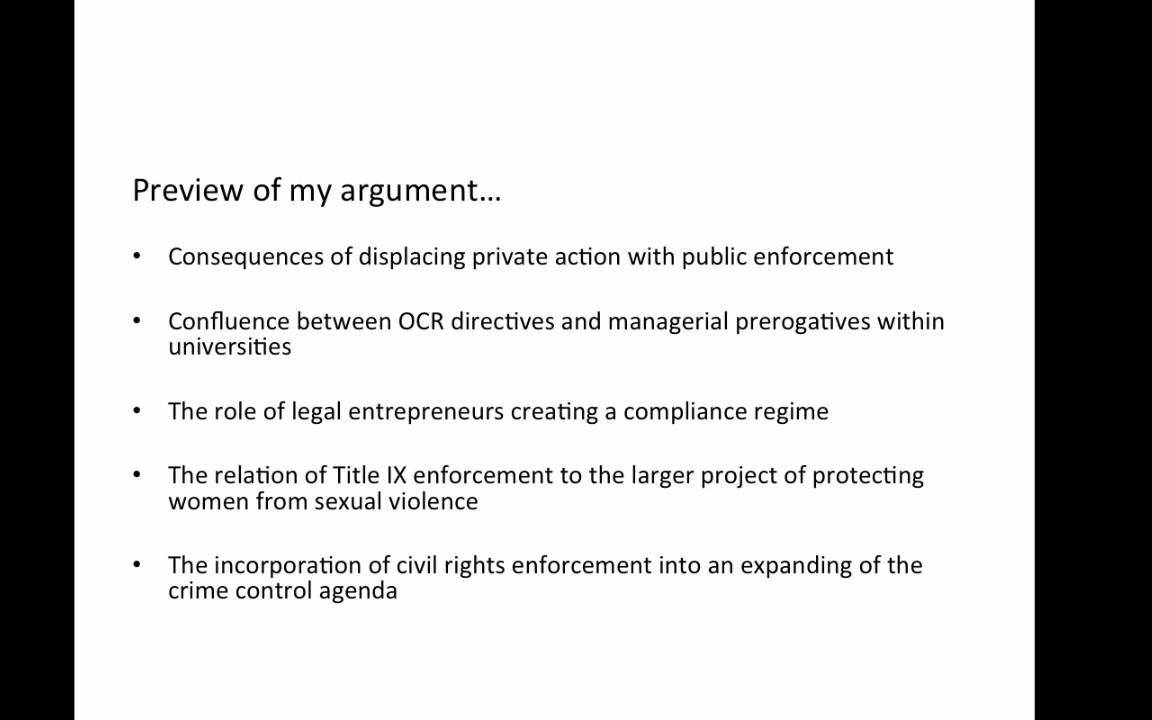 Preview of my argument…
• Consequences of displacing private action with public enforcement
• Confluence between OCR directives and managerial prerogatives within
universities
• The role of legal entrepreneurs creating a compliance regime
• The relation of Title IX enforcement to the larger project of protecting
women from sexual violence
• The incorporation of civil rights enforcement into an expanding of the
crime control agenda